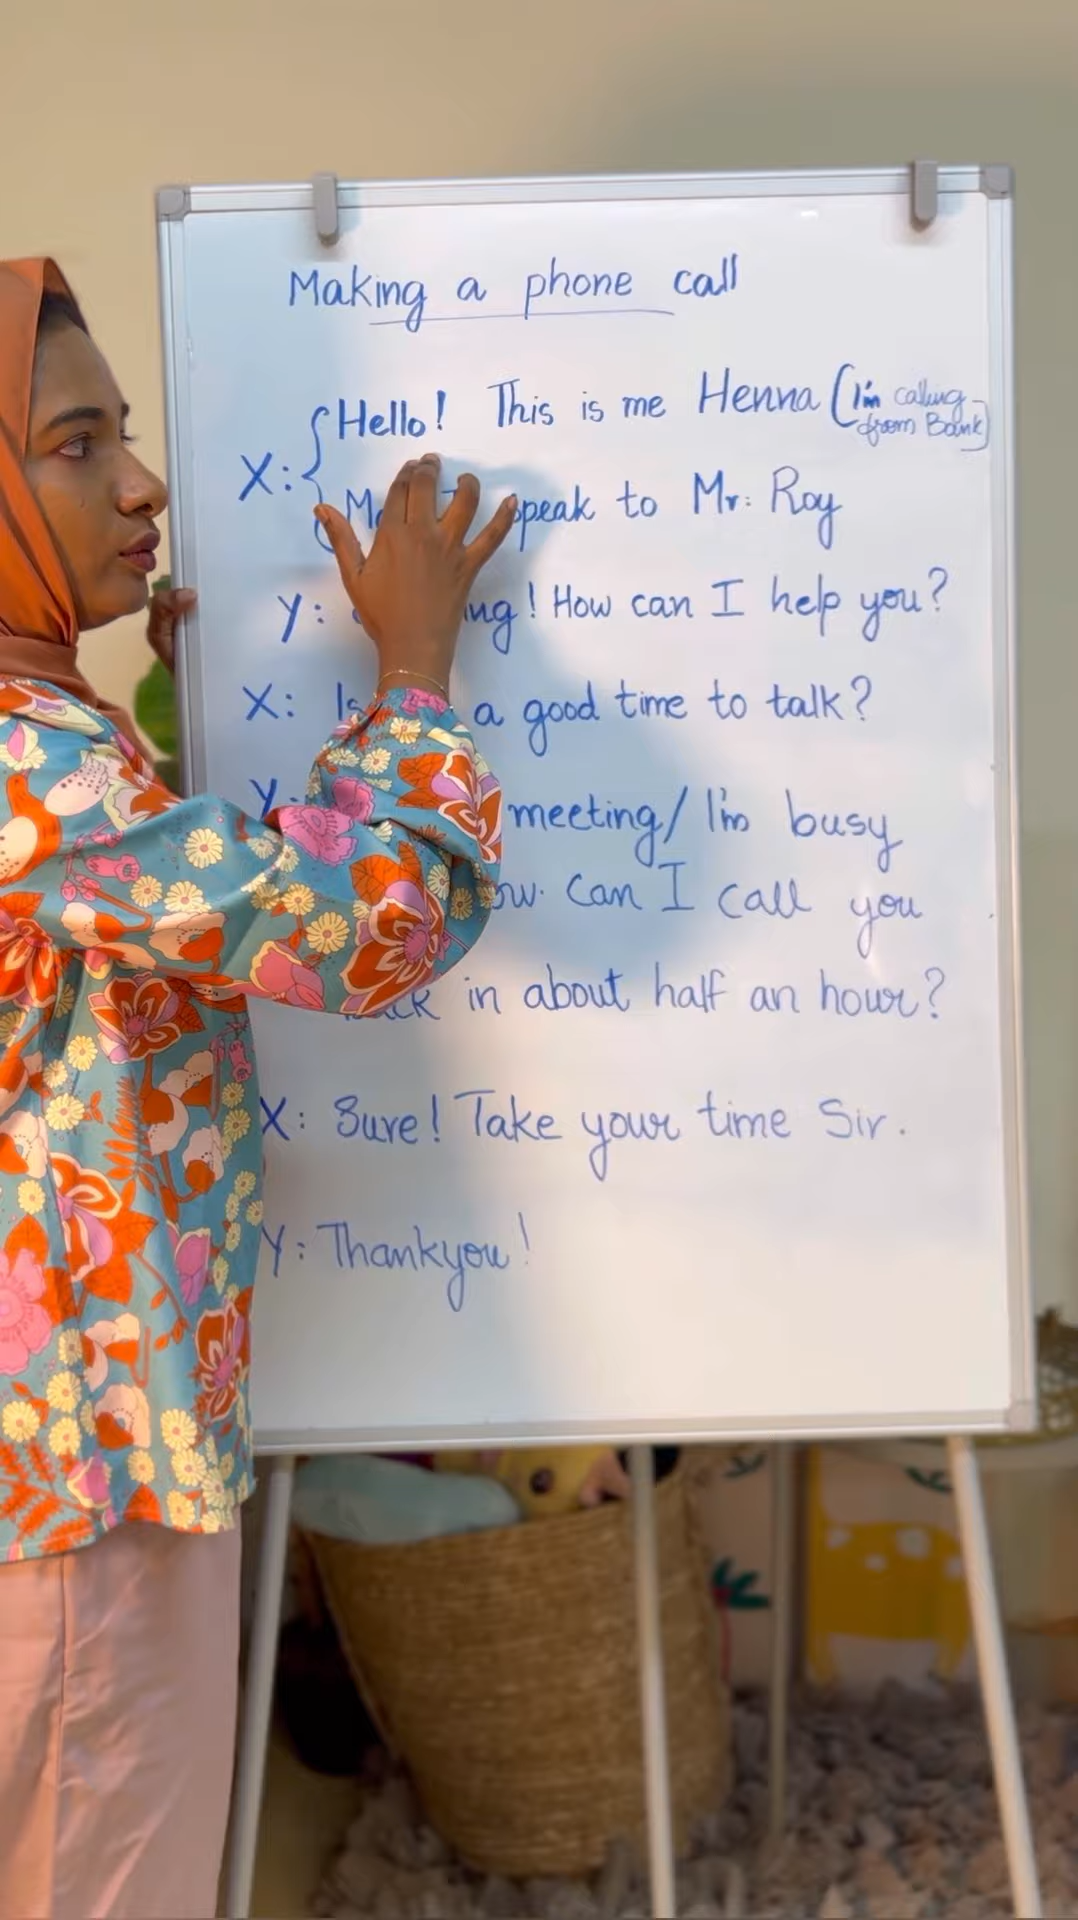 Making a phone call
X: Hello! This is me Henna (I'm calling from Bank)
speak to Mr. Roy
Y: How can I help you?
X: a good time to talk?
Y: meeting/ I'm busy
Can I call you
in about half an hour?
X: Sure! Take your time Sir.
Y: Thankyou!